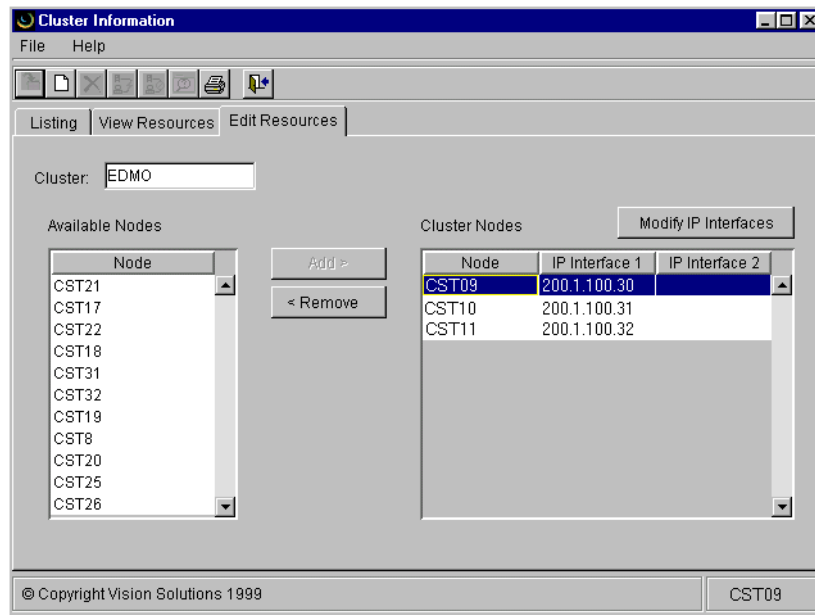 Cluster Information
File Help
Listing View Resources Edit Resources
Cluster: EDMO
Available Nodes
Node
CST21
CST17
CST22
CST18
CST31
CST32
CST19
CST8
CST20
CST25
CST26
Add >
< Remove
Cluster Nodes
Modify IP Interfaces
Node IP Interface 1 IP Interface 2
CST09 200.1.100.30
CST10 200.1.100.31
CST11 200.1.100.32
© Copyright Vision Solutions 1999
CST09